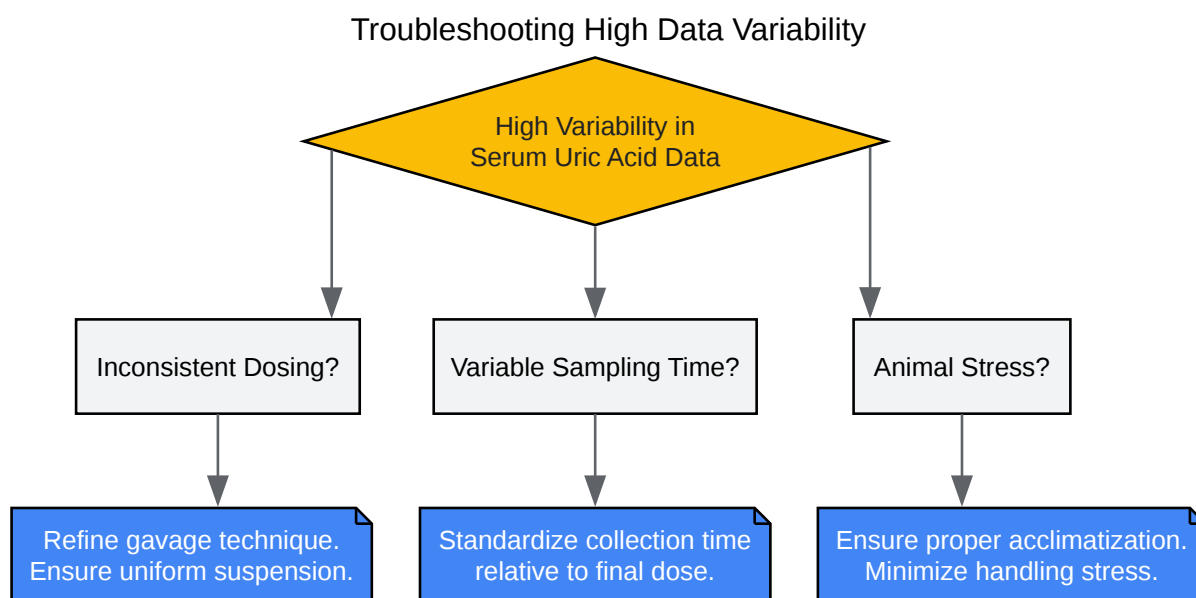 Troubleshooting High Data Variability
High Variability in
Serum Uric Acid Data
Inconsistent Dosing?
Variable Sampling Time?
Animal Stress?
Refine gavage technique.
Ensure uniform suspension.
Standardize collection time
relative to final dose.
Ensure proper acclimatization.
Minimize handling stress.